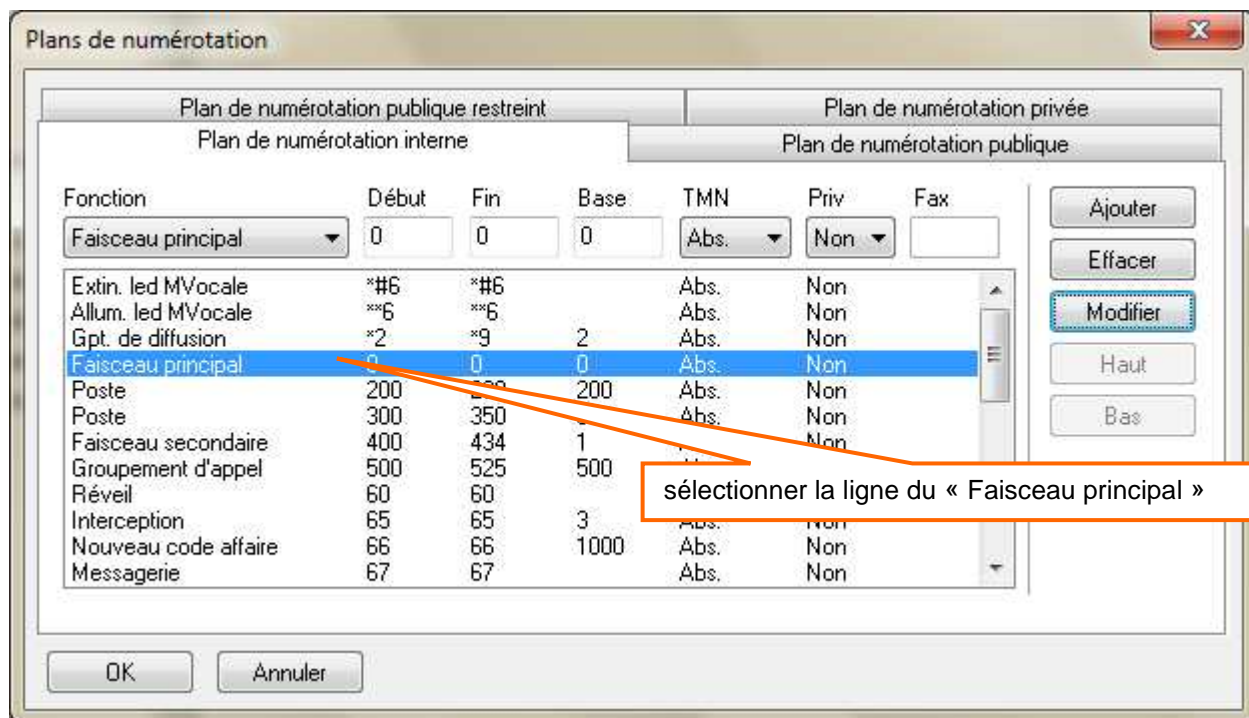 Plans de numérotation
Plan de numérotation publique restreint Plan de numérotation privée
Plan de numérotation interne Plan de numérotation publique
Fonction Début Fin Base TMN Priv Fax
Faisceau principal 0 0 0 Abs. Non
Extin. led MVocale *#6 *#6 Abs. Non
Allum. led MVocale **6 **6 Abs. Non
Gpt. de diffusion *2 *9 2 Abs. Non
Faisceau principal 0 0 0 Abs. Non
Poste 200 200 Abs. Non
Poste 300 350 Abs. Non
Faisceau secondaire 400 434 1 Non
Groupement d'appel 500 525 500
Réveil 60 60
Interception 65 65 3 Abs. Non
Nouveau code affaire 66 66 1000 Abs. Non
Messagerie 67 67 Abs. Non
sélectionner la ligne du « Faisceau principal »
Ajouter
Effacer
Modifier
Haut
Bas
OK Annuler